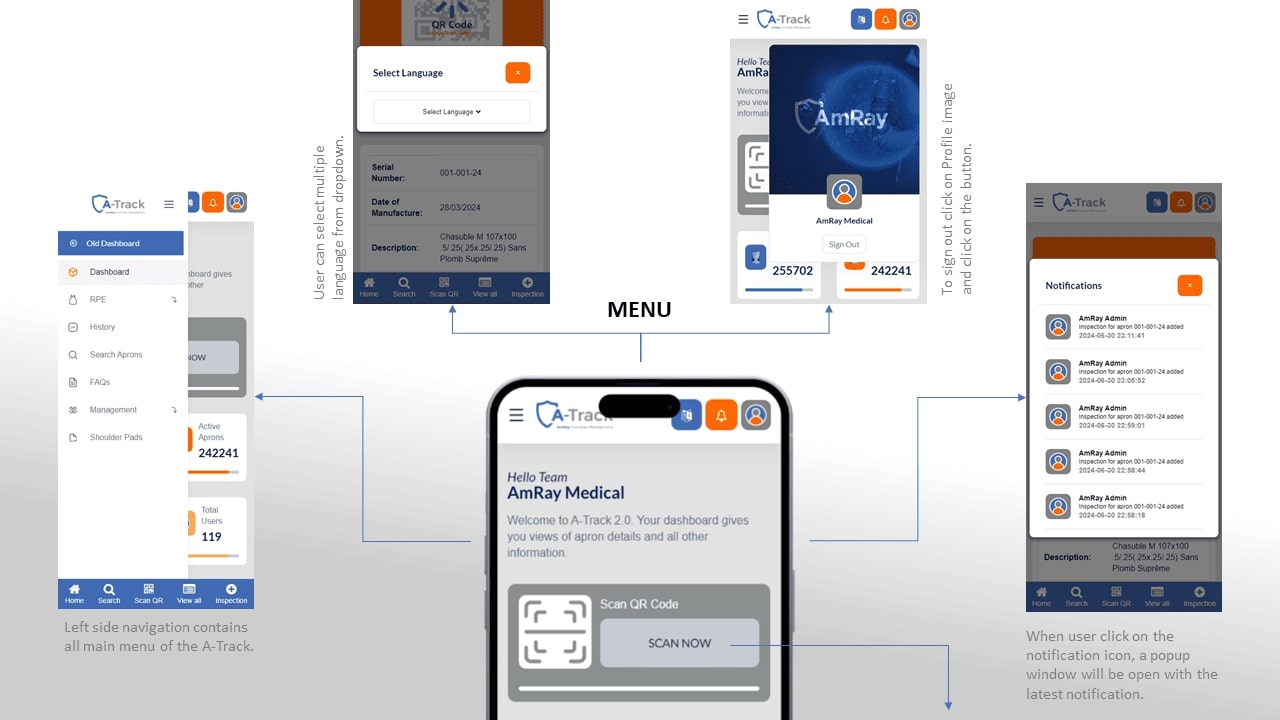 QR Code
Select Language
×
Select Language
Serial Number:
001-001-24
Date of Manufacture:
28/03/2024
Description:
Chasuble M 107x100
.5/.25(.25x.25/.25) Sans
Plomb Suprême
Home Search Scan QR View all Inspection
User can select multiple
language from dropdown.
A-Track
Hello Tea
AmRa
Welcome
you views
informati
AmRay
AmRay Medical
Sign Out
255702
242241
To sign out click on Profile image
and click on the button.
A-Track
Old Dashboard
Dashboard
RPE
History
Search Aprons
FAQs
Management
Shoulder Pads
hboard gives
other
NOW
Active
Aprons
242241
Total
Users
119
Home Search Scan QR View all Inspection
Left side navigation contains
all main menu of the A-Track.
MENU
A-Track
Hello Team
AmRay Medical
Welcome to A-Track 2.0. Your dashboard gives
you views of apron details and all other
information.
Scan QR Code
SCAN NOW
A-Track
Notifications
×
AmRay Admin
Inspection for apron 001-001-24 added
2024-06-30 23:11:41
AmRay Admin
Inspection for apron 001-001-24 added
2024-06-30 23:05:52
AmRay Admin
Inspection for apron 001-001-24 added
2024-06-30 22:59:01
AmRay Admin
Inspection for apron 001-001-24 added
2024-06-30 22:58:44
AmRay Admin
Inspection for apron 001-001-24 added
2024-06-30 22:58:18
Description:
Chasuble M 107x100
.5/.25(.25x.25/.25) Sans
Plomb Suprême
Home Search Scan QR View all Inspection
When user click on the
notification icon, a popup
window will be open with the
latest notification.